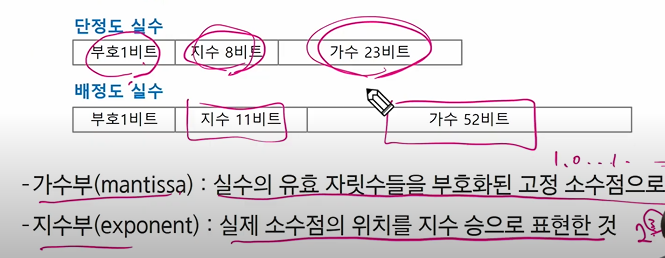 단정도 실수
부호1비트 지수 8비트 가수 23비트
배정도 실수
부호1비트 지수 11비트 가수 52비트
1.0...1.
-가수부(mantissa) : 실수의 유효 자릿수들을 부호화된 고정 소수점으로
-지수부(exponent) : 실제 소수점의 위치를 지수 승으로 표현한 것